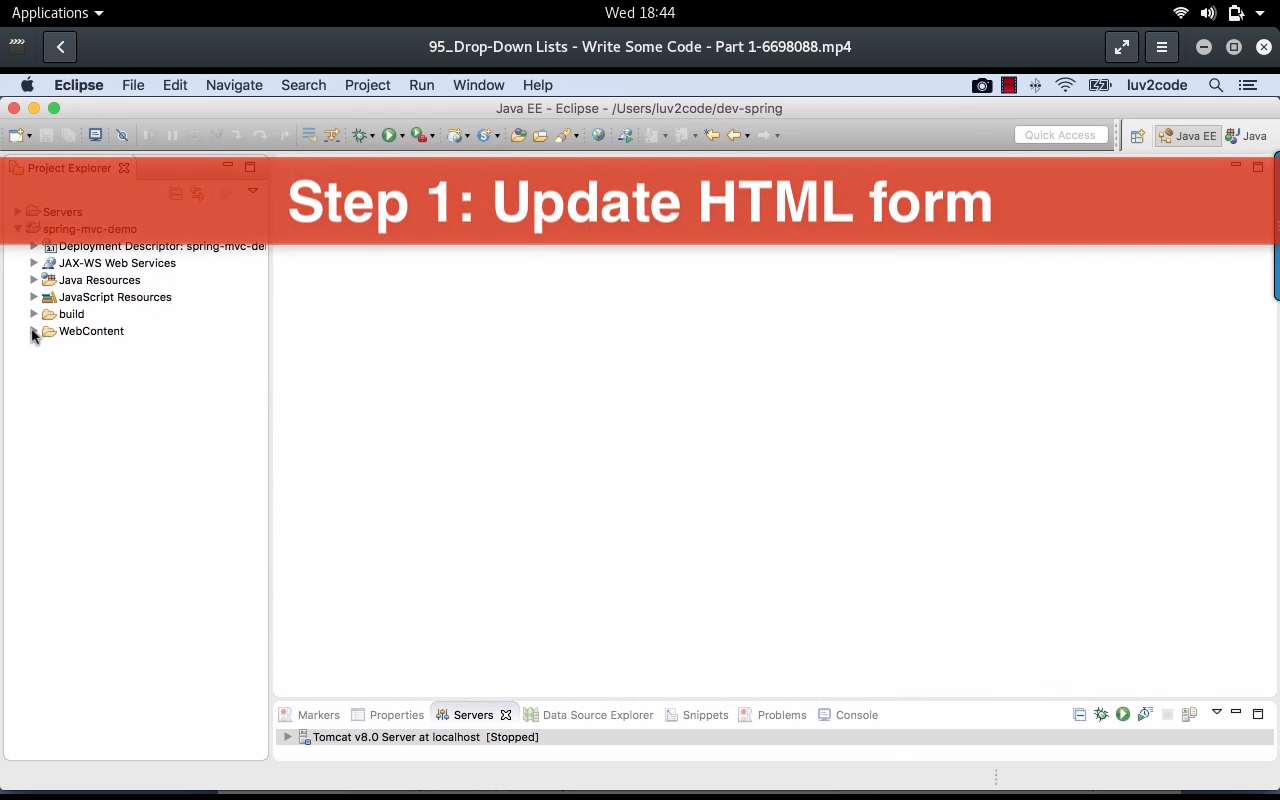 Applications
Wed 18:44
95_Drop-Down Lists - Write Some Code - Part 1-6698088.mp4
Eclipse File Edit Navigate Search Project Run Window Help
luv2code
Java EE - Eclipse - /Users/luv2code/dev-spring
Quick Access
Java EE
Java
Project Explorer
Step 1: Update HTML form
Servers
spring-mvc-demo
Deployment Descriptor: spring-mvc-de
JAX-WS Web Services
Java Resources
JavaScript Resources
build
WebContent
Markers Properties Servers Data Source Explorer Snippets Problems Console
Tomcat v8.0 Server at localhost [Stopped]